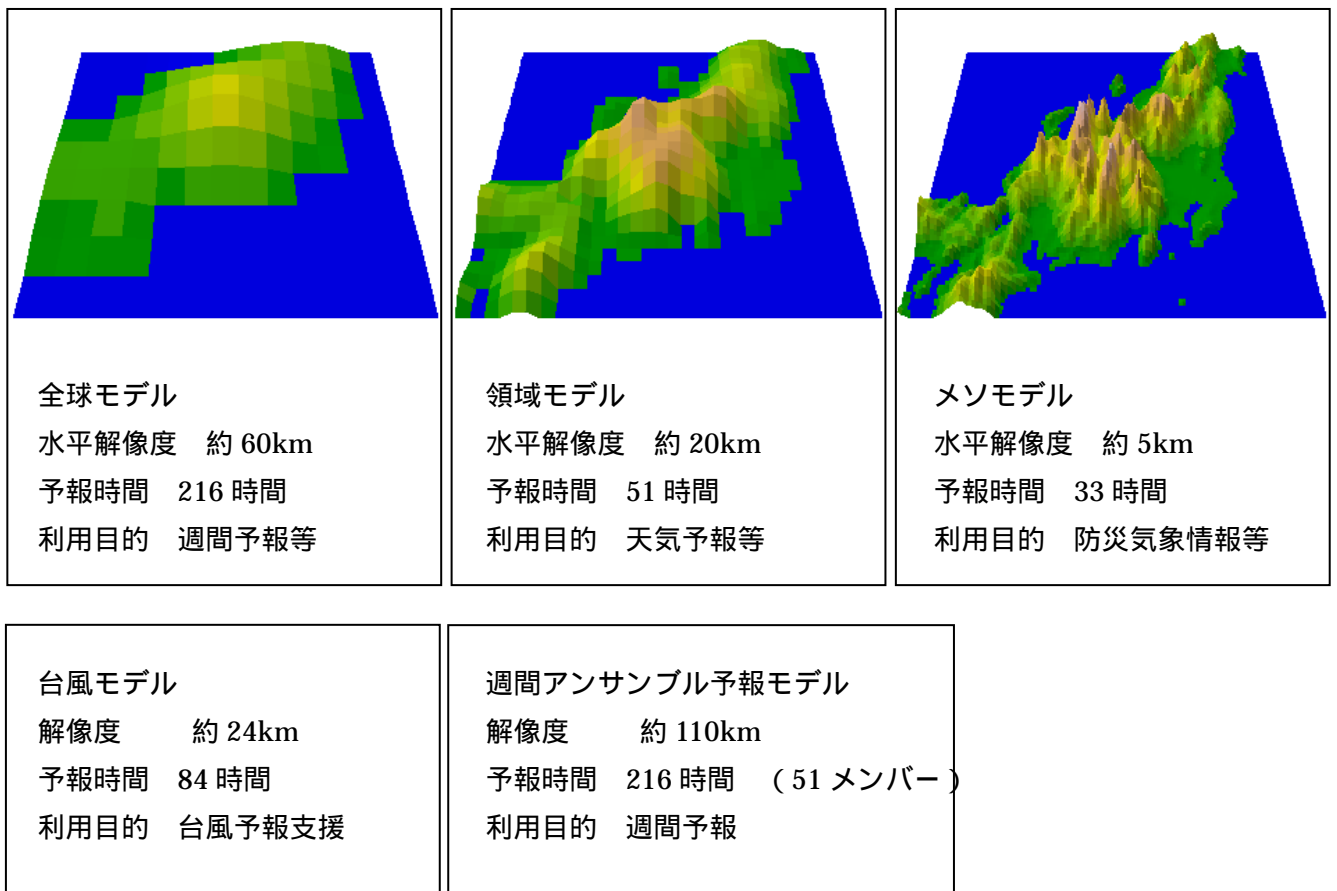 全球モデル
水平解像度　約 60km
予報時間　216 時間
利用目的　週間予報等
領域モデル
水平解像度　約 20km
予報時間　51 時間
利用目的　天気予報等
メソモデル
水平解像度　約 5km
予報時間　33 時間
利用目的　防災気象情報等
台風モデル
解像度　　約 24km
予報時間　84 時間
利用目的　台風予報支援
週間アンサンブル予報モデル
解像度　　約 110km
予報時間　216 時間　( 51 メンバー )
利用目的　週間予報